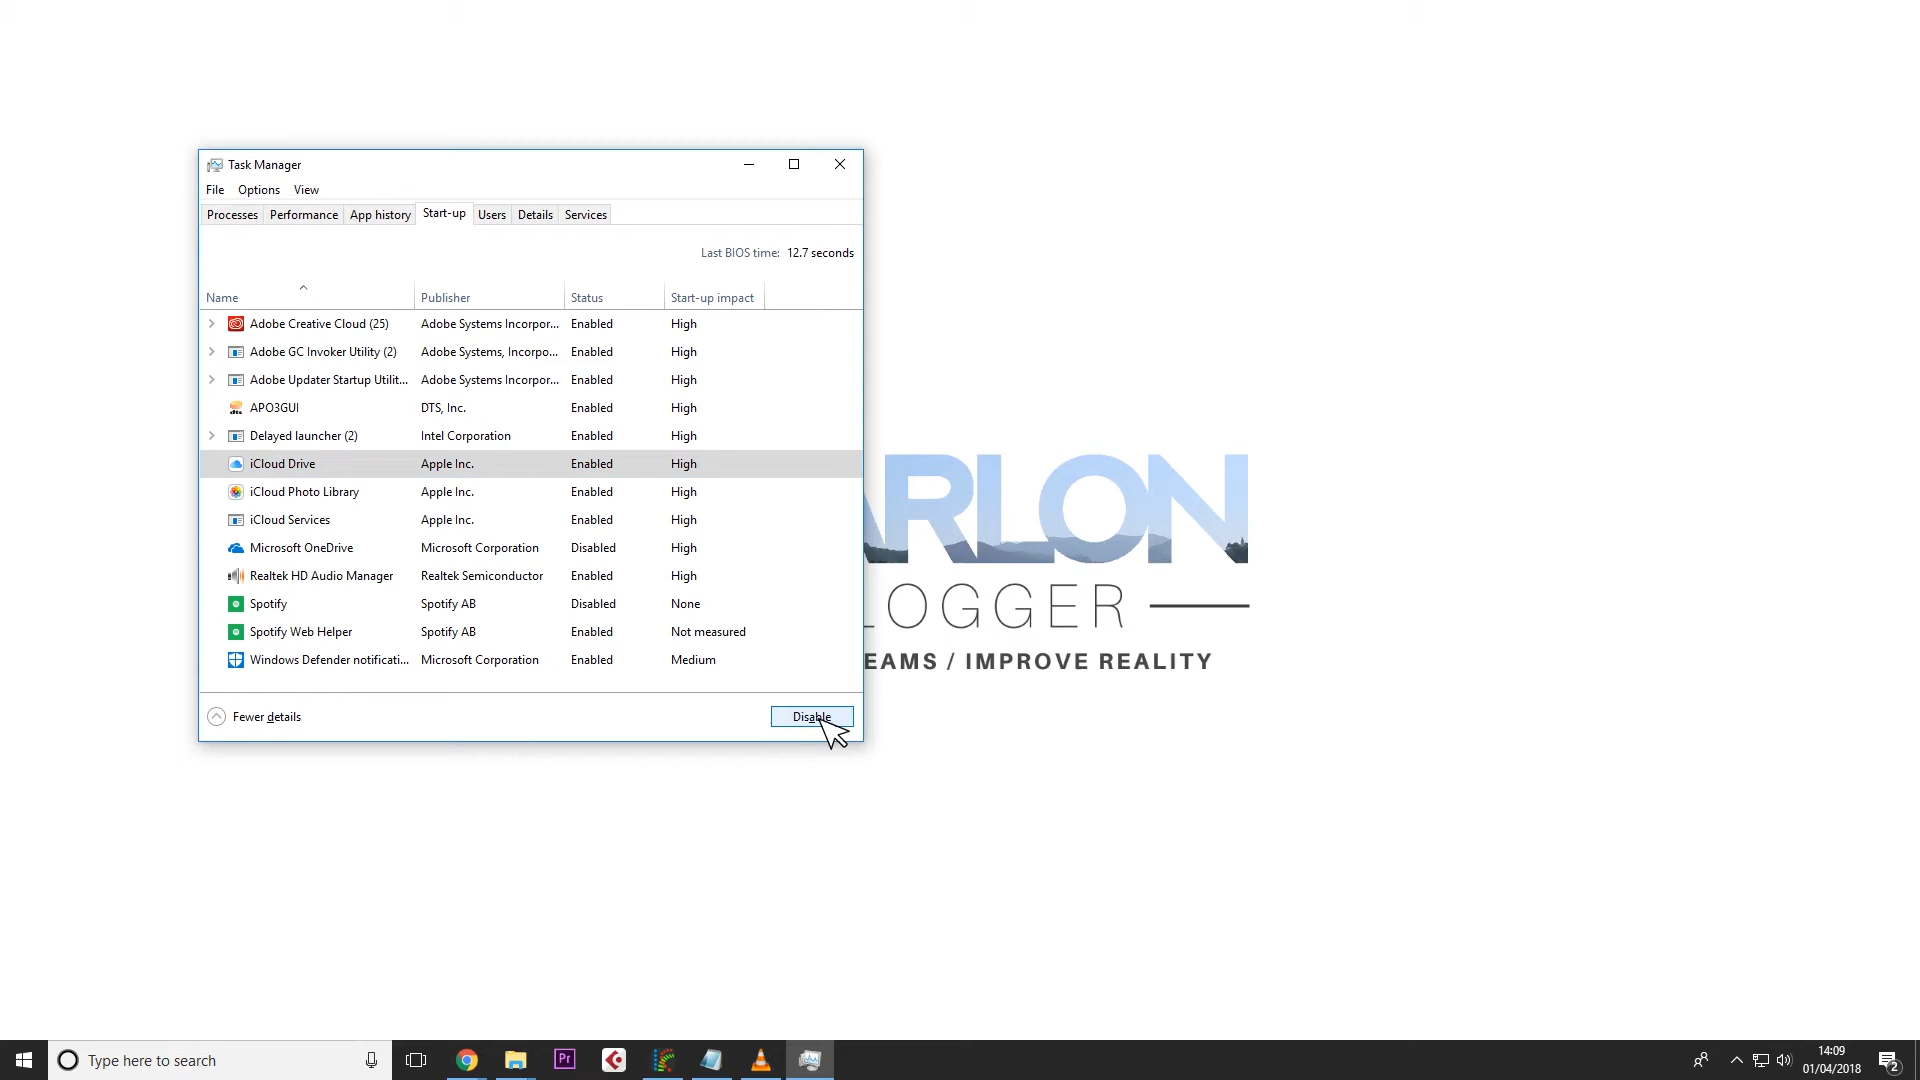 Task Manager
File Options View
Processes Performance App history Start-up Users Details Services
Last BIOS time: 12.7 seconds
Name Publisher Status Start-up impact
Adobe Creative Cloud (25) Adobe Systems Incorpor... Enabled High
Adobe GC Invoker Utility (2) Adobe Systems, Incorpo... Enabled High
Adobe Updater Startup Utilit... Adobe Systems Incorpor... Enabled High
APO3GUI DTS, Inc. Enabled High
Delayed launcher (2) Intel Corporation Enabled High
iCloud Drive Apple Inc. Enabled High
iCloud Photo Library Apple Inc. Enabled High
iCloud Services Apple Inc. Enabled High
Microsoft OneDrive Microsoft Corporation Disabled High
Realtek HD Audio Manager Realtek Semiconductor Enabled High
Spotify Spotify AB Disabled None
Spotify Web Helper Spotify AB Enabled Not measured
Windows Defender notificati... Microsoft Corporation Enabled Medium
Fewer details Disable
ARLON
LOGGER
EAMS / IMPROVE REALITY
Type here to search
Pr
14:09
01/04/2018
2